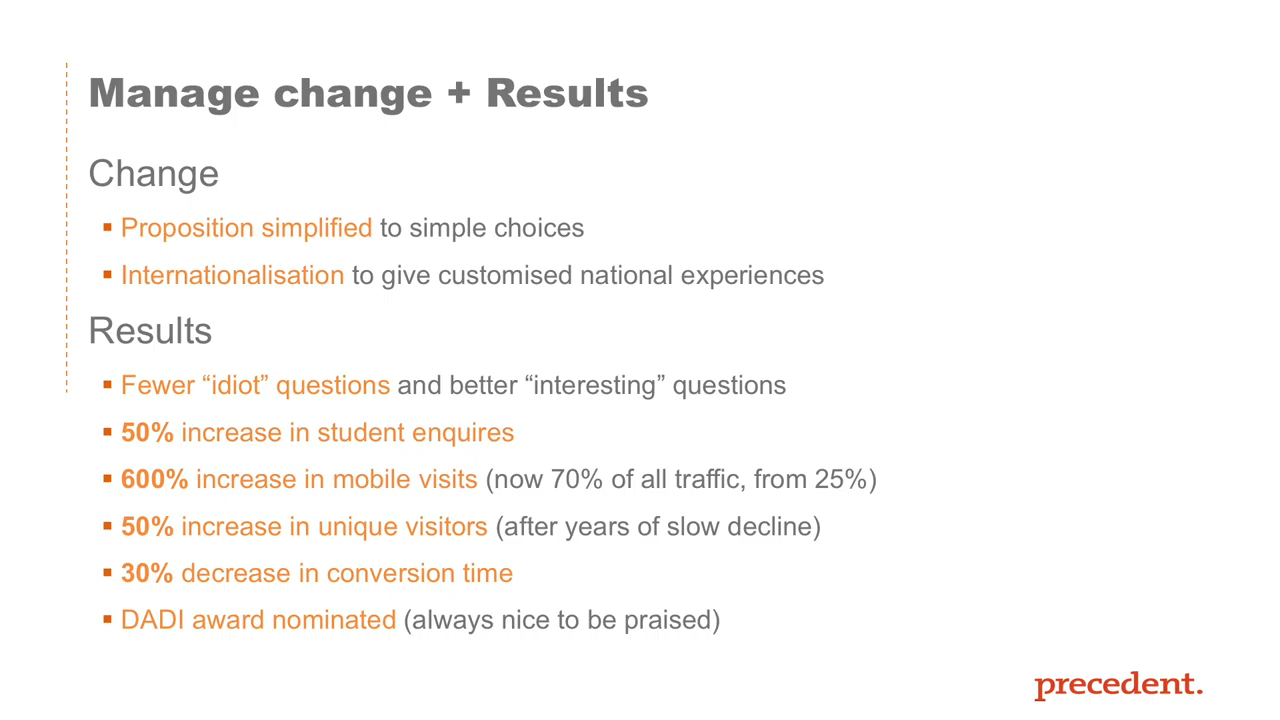 Manage change + Results
Change
▪ Proposition simplified to simple choices
▪ Internationalisation to give customised national experiences
Results
▪ Fewer “idiot” questions and better “interesting” questions
▪ 50% increase in student enquires
▪ 600% increase in mobile visits (now 70% of all traffic, from 25%)
▪ 50% increase in unique visitors (after years of slow decline)
▪ 30% decrease in conversion time
▪ DADI award nominated (always nice to be praised)
precedent.